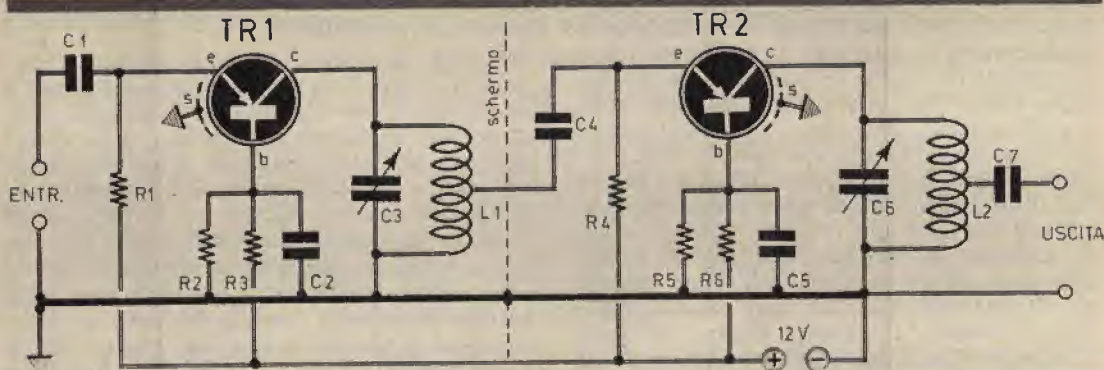 TR1
TR2
C1
e
c
s
b
schermo
C4
e
c
s
b
C7
ENTR.
R1
C3
L1
R4
C6
L2
USCITA
R2
R3
C2
R5
R6
C5
12V
+
−